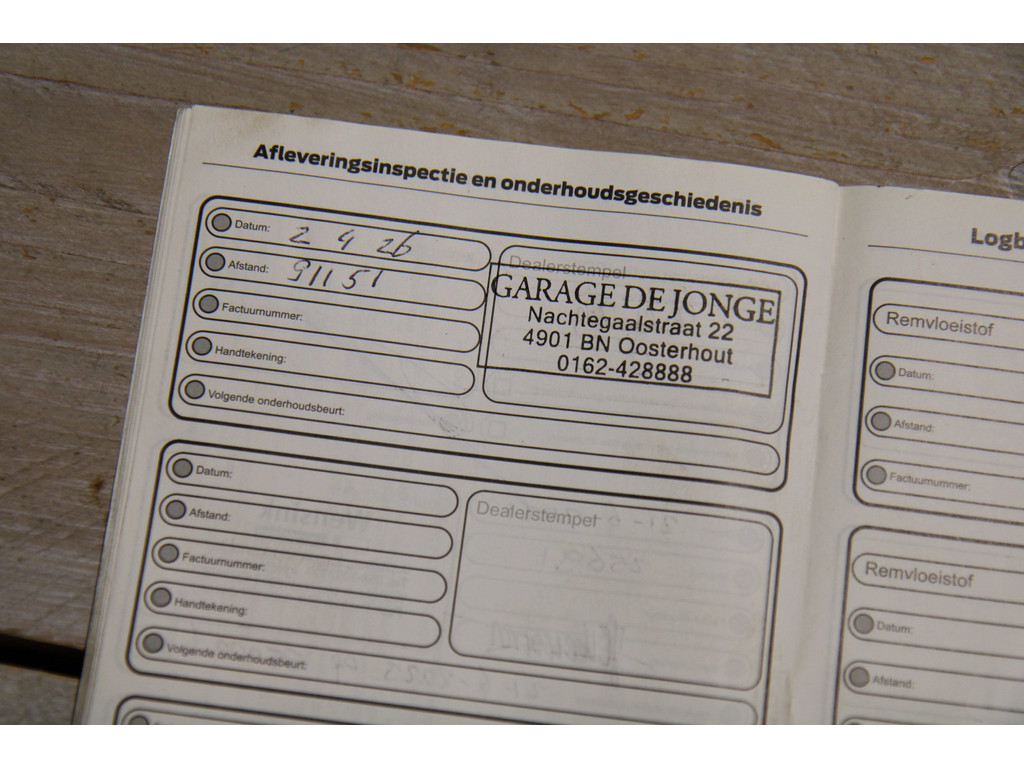 Afleveringsinspectie en onderhoudsgeschiedenis
Datum: 2 4 26
Afstand: 91151
Factuurnummer:
Handtekening:
Volgende onderhoudsbeurt:
Dealerstempel
GARAGE DE JONGE
Nachtegaalstraat 22
4901 BN Oosterhout
0162-428888
Datum:
Afstand:
Factuurnummer:
Handtekening:
Volgende onderhoudsbeurt:
Dealerstempel
Logb
Remvloeistof
Datum:
Afstand:
Factuurnummer:
Remvloeistof
Datum:
Afstand: